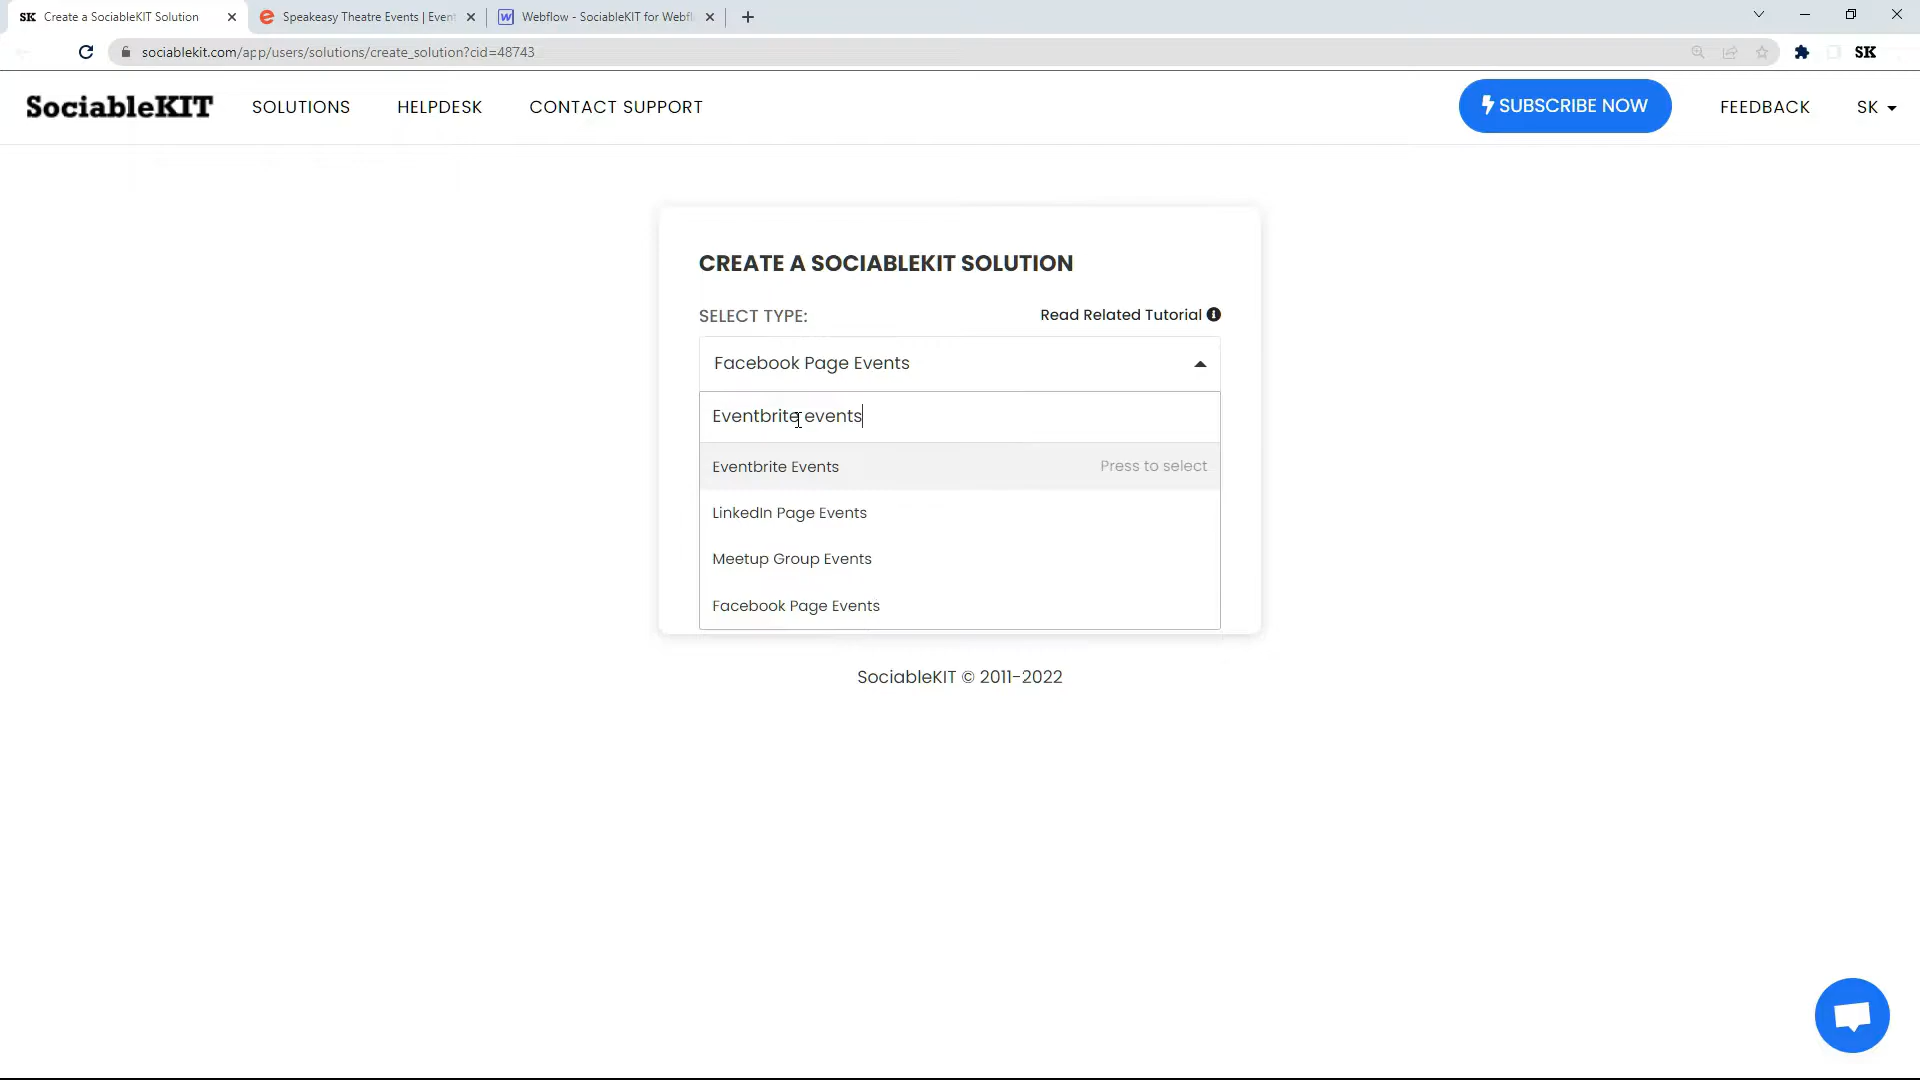 SK Create a SociableKIT Solution
Speakeasy Theatre Events | Event
Webflow - SociableKIT for Webfl
sociablekit.com/app/users/solutions/create_solution?cid=48743
SK
SociableKIT
SOLUTIONS
HELPDESK
CONTACT SUPPORT
SUBSCRIBE NOW
FEEDBACK
SK
CREATE A SOCIABLEKIT SOLUTION
SELECT TYPE:
Read Related Tutorial
Facebook Page Events
Eventbrite events
Eventbrite Events
Press to select
LinkedIn Page Events
Meetup Group Events
Facebook Page Events
SociableKIT © 2011-2022